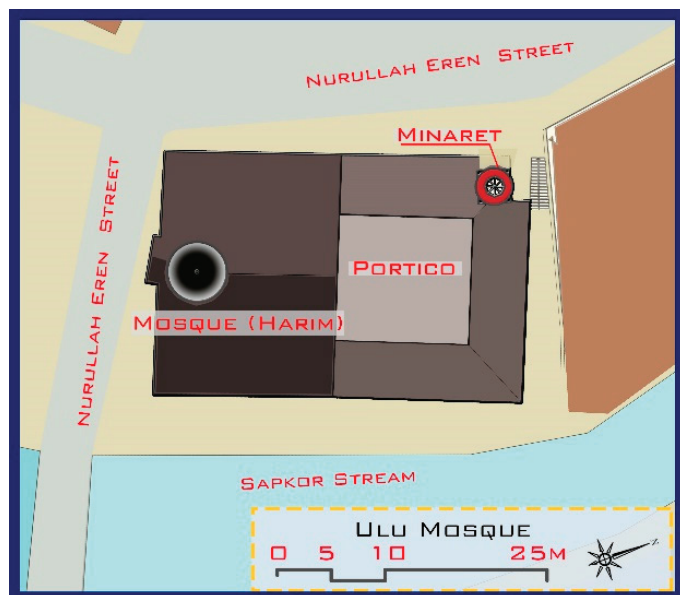 NURULLAH EREN STREET
MINARET
NURULLAH EREN STREET
PORTICO
MOSQUE (HARIM)
SAPKOR STREAM
ULU MOSQUE
0 5 10 25M
N